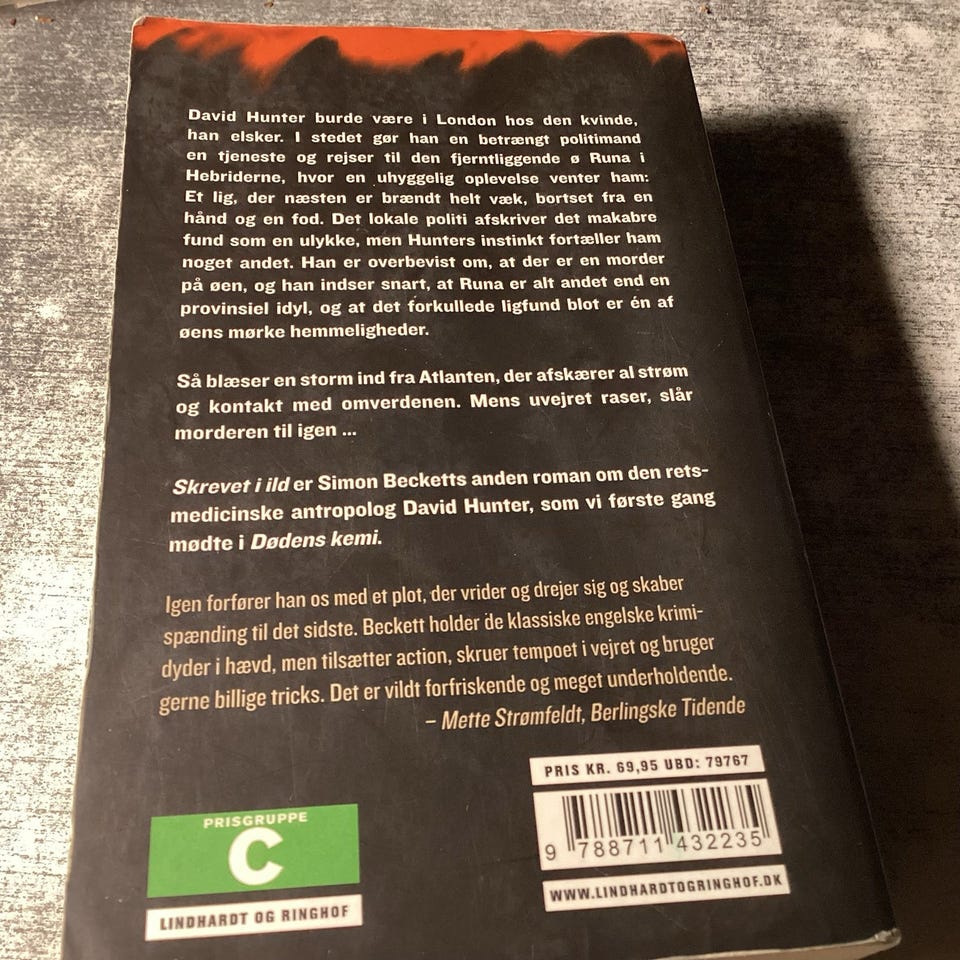 David Hunter burde være i London hos den kvinde,
han elsker. I stedet gør han en betrængt politimand
en tjeneste og rejser til den fjerntliggende ø Runa i
Hebriderne, hvor en uhyggelig oplevelse venter ham:
Et lig, der næsten er brændt helt væk, bortset fra en
hånd og en fod. Det lokale politi afskriver det makabre
fund som en ulykke, men Hunters instinkt fortæller ham
noget andet. Han er overbevist om, at der er en morder
på øen, og han indser snart, at Runa er alt andet end en
provinsiel idyl, og at det forkullede ligfund blot er én af
øens mørke hemmeligheder.
Så blæser en storm ind fra Atlanten, der afskærer al strøm
og kontakt med omverdenen. Mens uvejret raser, slår
morderen til igen ...
Skrevet i ild er Simon Becketts anden roman om den rets-
medicinske antropolog David Hunter, som vi første gang
mødte i Dødens kemi.
Igen forfører han os med et plot, der vrider og drejer sig og skaber
spænding til det sidste. Beckett holder de klassiske engelske krimi-
dyder i hævd, men tilsætter action, skruer tempoet i vejret og bruger
gerne billige tricks. Det er vildt forfriskende og meget underholdende.
– Mette Strømfeldt, Berlingske Tidende
PRIS KR. 69,95 UBD: 79767
9 788711 432235
WWW.LINDHARDTOGRINGHOF.DK
PRISGRUPPE
C
LINDHARDT OG RINGHOF